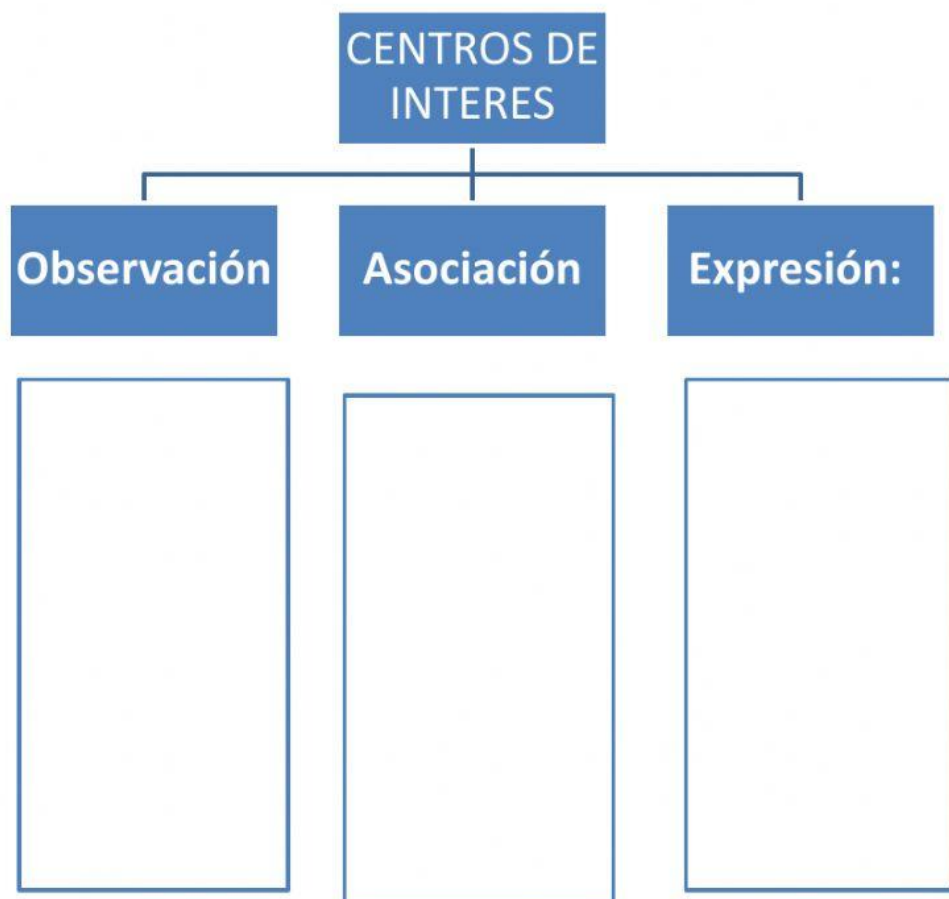 CENTROS DE
INTERES
Observación
Asociación
Expresión: